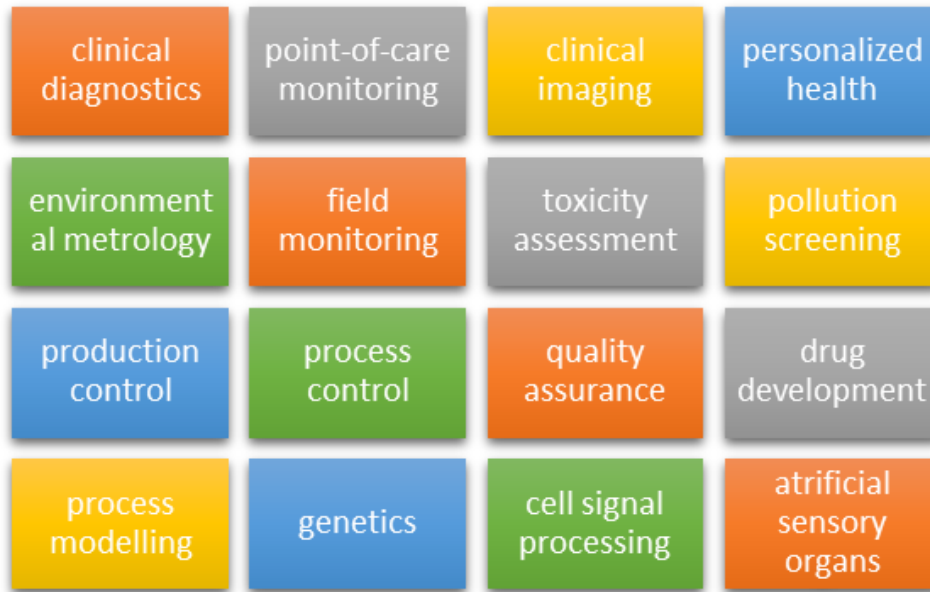 clinical
diagnostics
point-of-care
monitoring
clinical
imaging
personalized
health
environment
al metrology
field
monitoring
toxicity
assessment
pollution
screening
production
control
process
control
quality
assurance
drug
development
process
modelling
genetics
cell signal
processing
atrificial
sensory
organs